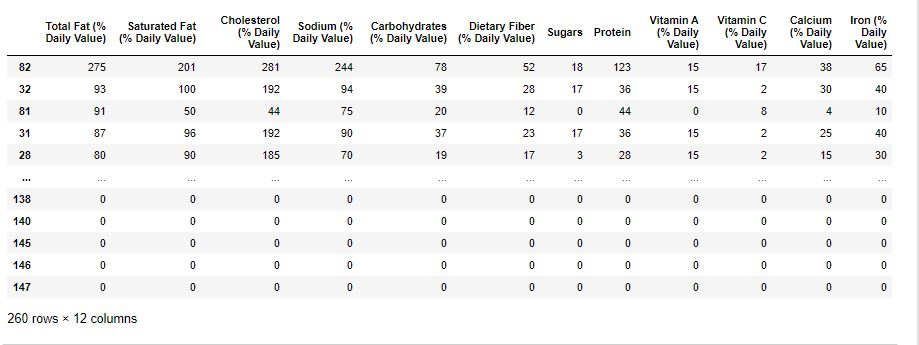 Total Fat (% Daily Value) Saturated Fat (% Daily Value) Cholesterol (% Daily Value) Sodium (% Daily Value) Carbohydrates (% Daily Value) Dietary Fiber (% Daily Value) Sugars Protein Vitamin A (% Daily Value) Vitamin C (% Daily Value) Calcium (% Daily Value) Iron (% Daily Value)
82 275 201 281 244 78 52 18 123 15 17 38 65
32 93 100 192 94 39 28 17 36 15 2 30 40
81 91 50 44 75 20 12 0 44 0 8 4 10
31 87 96 192 90 37 23 17 36 15 2 25 40
28 80 90 185 70 19 17 3 28 15 2 15 30
... ... ... ... ... ... ... ... ... ... ... ... ...
138 0 0 0 0 0 0 0 0 0 0 0 0
140 0 0 0 0 0 0 0 0 0 0 0 0
145 0 0 0 0 0 0 0 0 0 0 0 0
146 0 0 0 0 0 0 0 0 0 0 0 0
147 0 0 0 0 0 0 0 0 0 0 0 0
260 rows × 12 columns